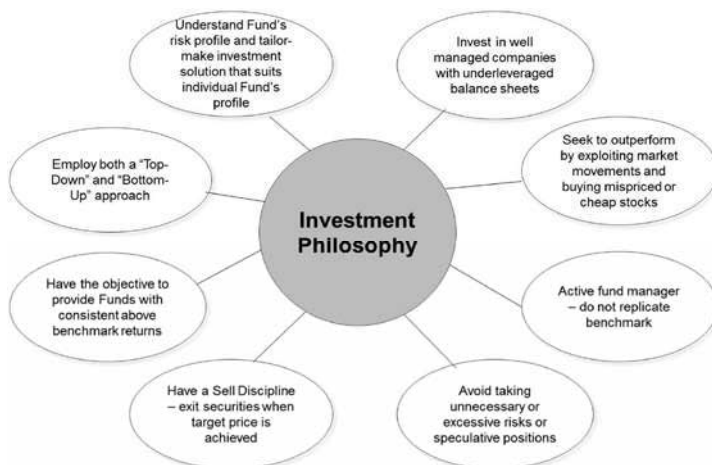 Understand Fund's
risk profile and tailor-
make investment
solution that suits
individual Fund's
profile
Invest in well
managed companies
with underleveraged
balance sheets
Employ both a "Top-
Down" and "Bottom-
Up" approach
Seek to outperform
by exploiting market
movements and
buying mispriced or
cheap stocks
Investment
Philosophy
Have the objective to
provide Funds with
consistent above
benchmark returns
Active fund manager
– do not replicate
benchmark
Have a Sell Discipline
– exit securities when
target price is
achieved
Avoid taking
unnecessary or
excessive risks or
speculative positions